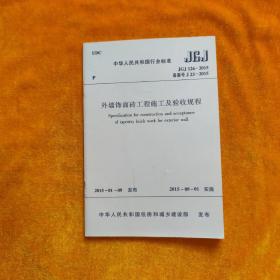 UDC
中华人民共和国行业标准
JGJ
P
JGJ 126-2015
备案号 J 23-2015
外墙饰面砖工程施工及验收规程
Specification for construction and acceptance
of tapestry brick work for exterior wall
2015-01-09 发布
2015-09-01 实施
中华人民共和国住房和城乡建设部 发布